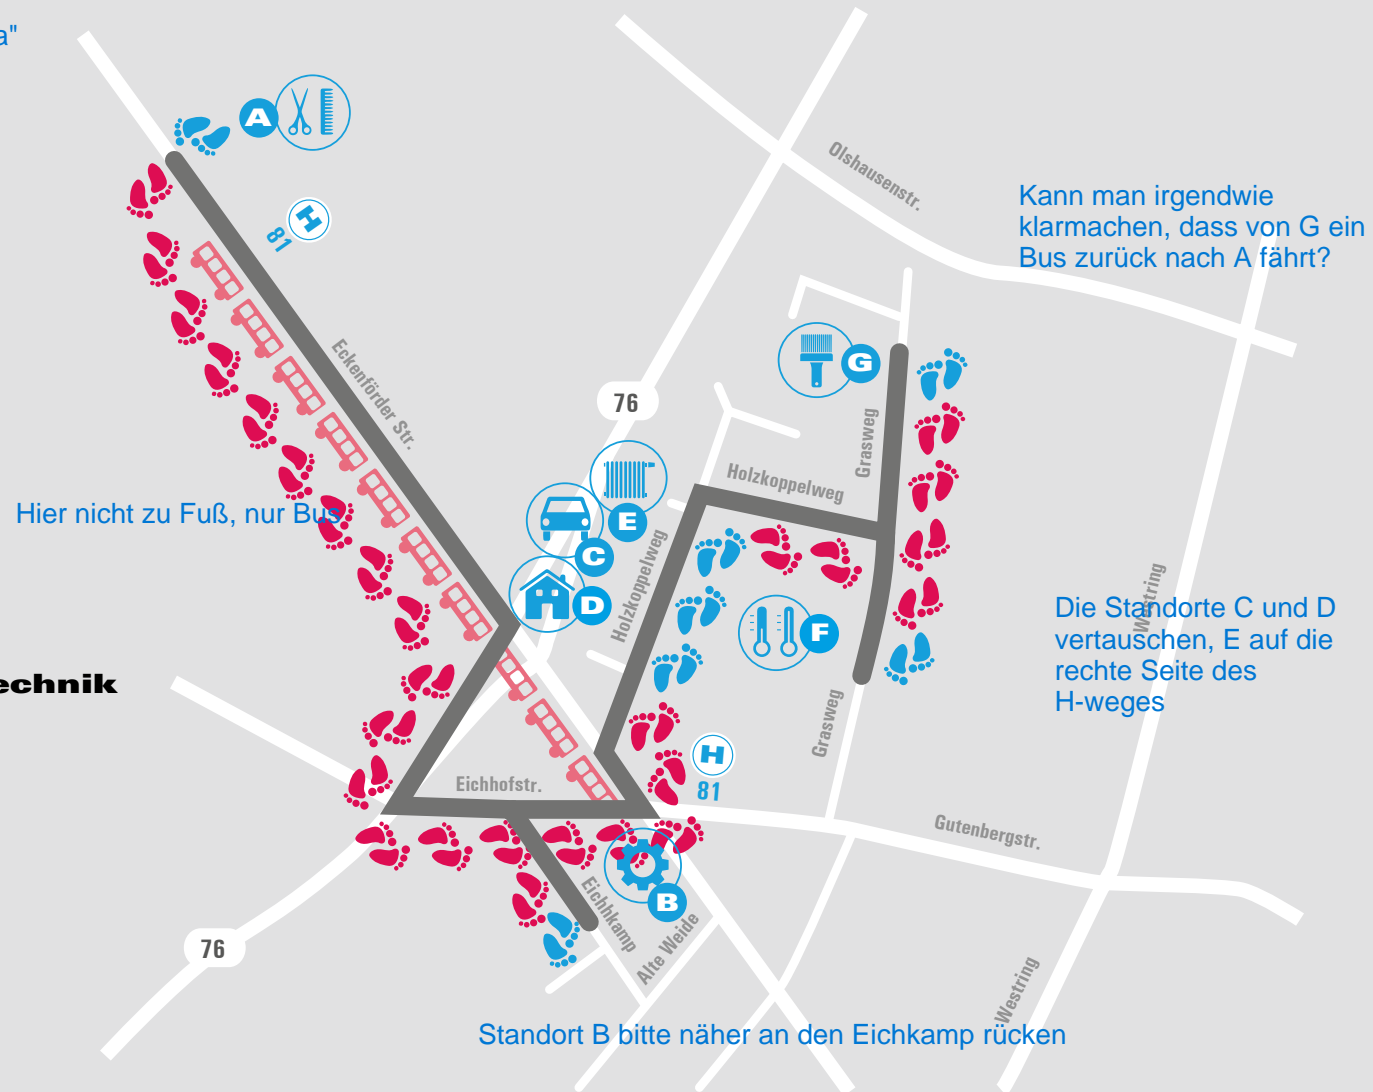 a"
A
H
81
Olshausenstr.
Kann man irgendwie
klarmachen, dass von G ein
Bus zurück nach A fährt?
Eckenförder Str.
G
76
Grasweg
Holzkoppelweg
E
Hier nicht zu Fuß, nur Bus
C
Holzkoppelweg
D
F
Westring
Die Standorte C und D
vertauschen, E auf die
rechte Seite des
H-weges
echnik
Grasweg
H
81
Eichhofstr.
Gutenbergstr.
B
Eichhkamp
Alte Weide
76
Westring
Standort B bitte näher an den Eichkamp rücken